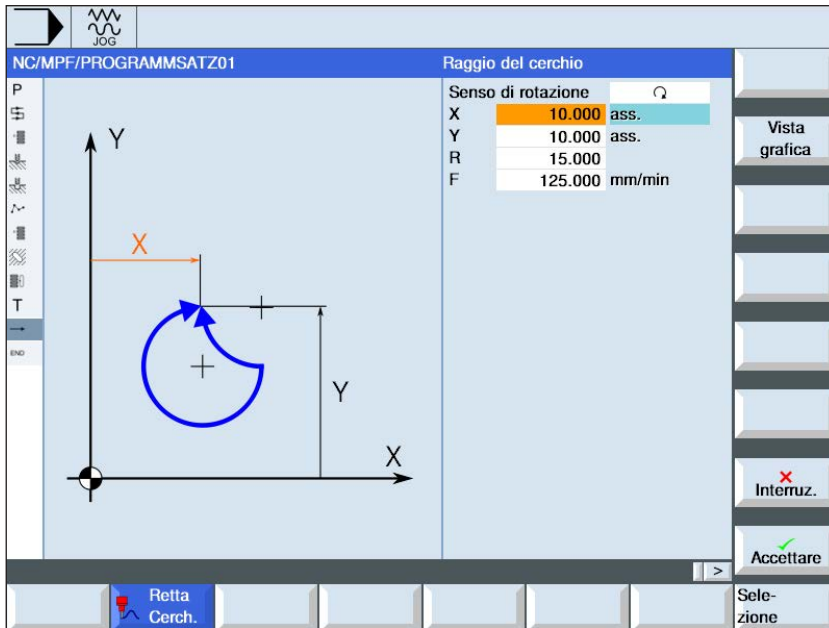 JOG
NC/MPF/PROGRAMMSATZ01
Raggio del cerchio
P
T
END
Y
X
Y
X
Senso di rotazione
X 10.000 ass.
Y 10.000 ass.
R 15.000
F 125.000 mm/min
Vista
grafica
Interruz.
Accettare
>
Retta
Cerch.
Sele-
zione